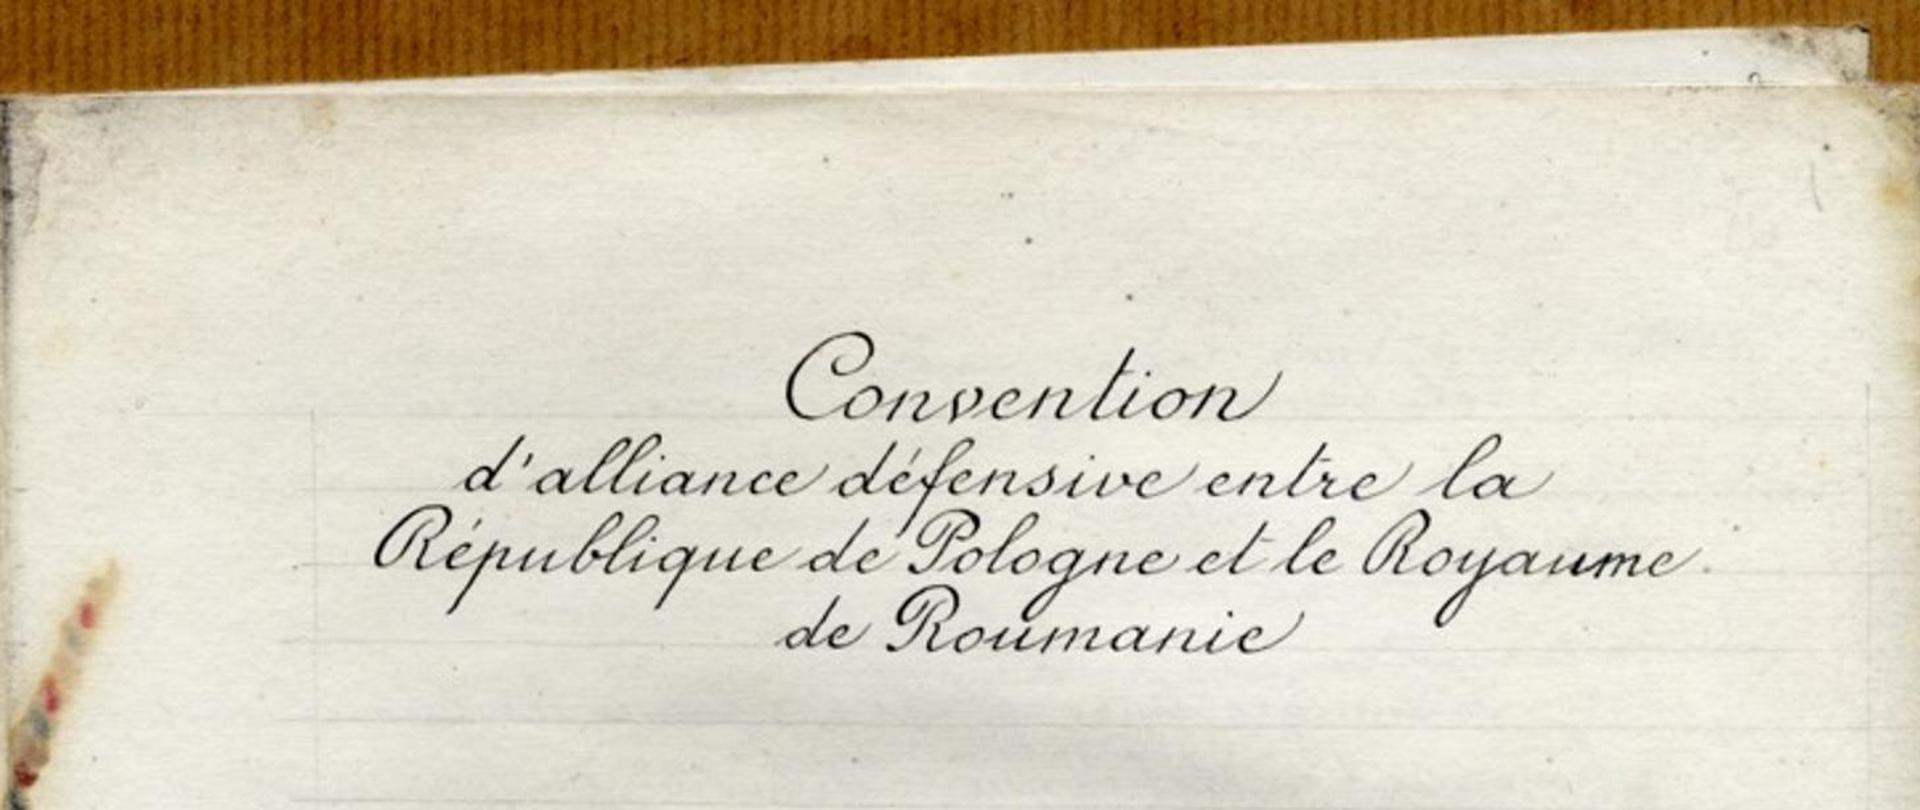 Convention
d'alliance défensive entre la
République de Pologne et le Royaume
de Roumanie